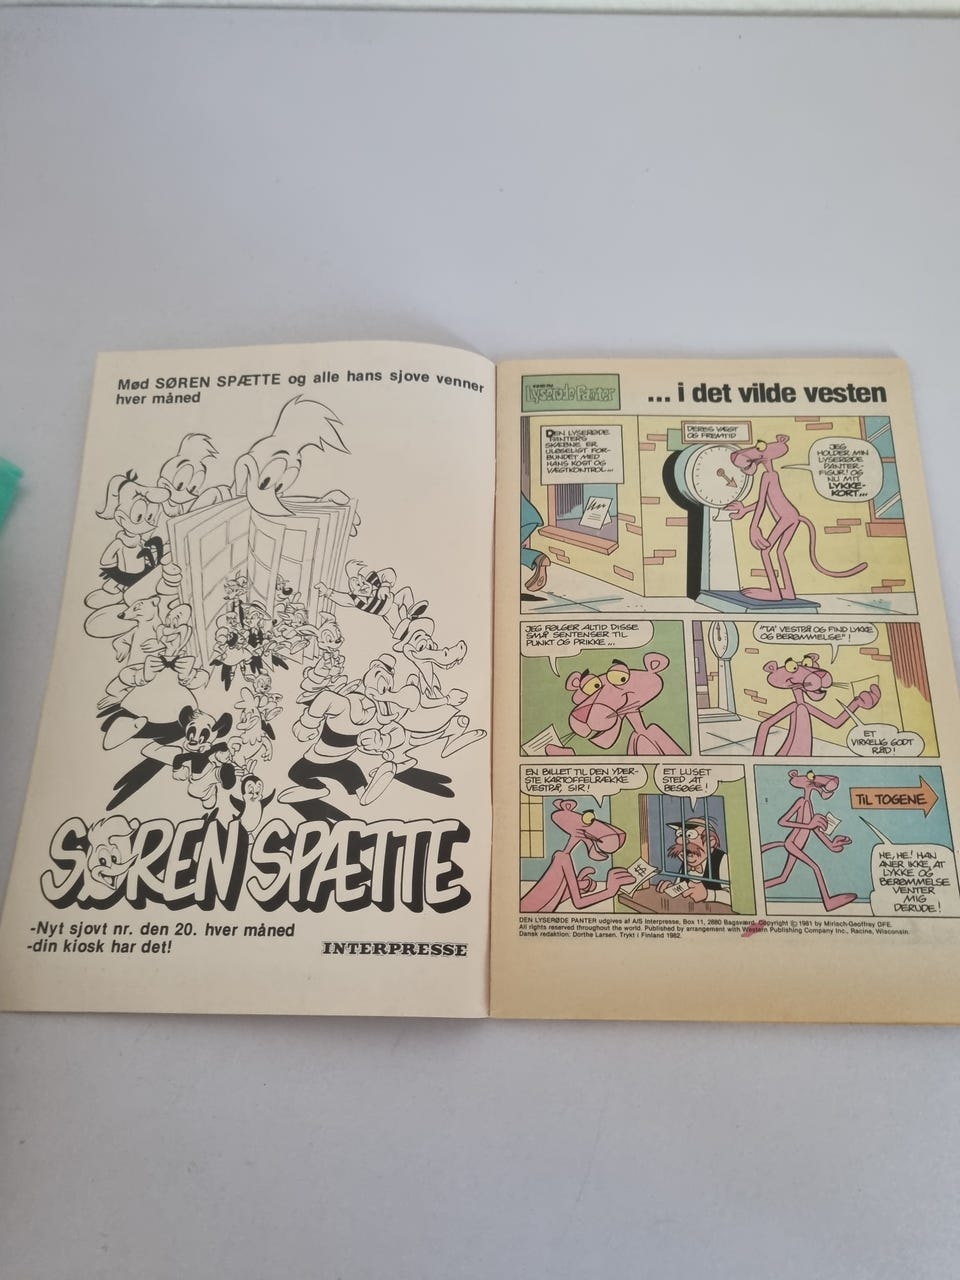 Mød SØREN SPÆTTE og alle hans sjove venner
hver måned
SØREN SPÆTTE
-Nyt sjovt nr. den 20. hver måned
-din kiosk har det!
INTERPRESSE
Lyserøde Panter
... i det vilde vesten
DEN LYSERØDE
PANTERS
SKÆBNE ER
ULØSELIGT FOR-
BUNDET MED
HANS KOST OG
VÆGTKONTROL...
DERES VÆGT
OG FREMTID
JEG
HOLDER MIN
LYSERØDE
PANTER-
FIGUR! OG
NU MIT
LYKKE-
KORT...
JEG FØLGER ALTID DISSE
SMÅ SENTENSER TIL
PUNKT OG PRIKKE...
"TA' VESTPÅ OG FIND LYKKE
OG BERØMMELSE"!
ET
VIRKELIG GODT
RÅD!
EN BILLET TIL DEN YDER-
STE KARTOFFELRÆKKE
VESTPÅ, SIR!
ET LUSET
STED AT
BESØGE!
TIL TOGENE
HE, HE! HAN
ANER IKKE, AT
LYKKE OG
BERØMMELSE
VENTER
MIG
DERUDE!
DEN LYSERØDE PANTER udgives af A/S Interpresse, Box 11, 2880 Bagsværd. Copyright © 1981 by Mirisch-Geoffrey DFE.
All rights reserved throughout the world. Published by arrangement with Western Publishing Company Inc., Racine, Wisconsin.
Dansk redaktion: Dorthe Larsen. Trykt i Finland 1982.